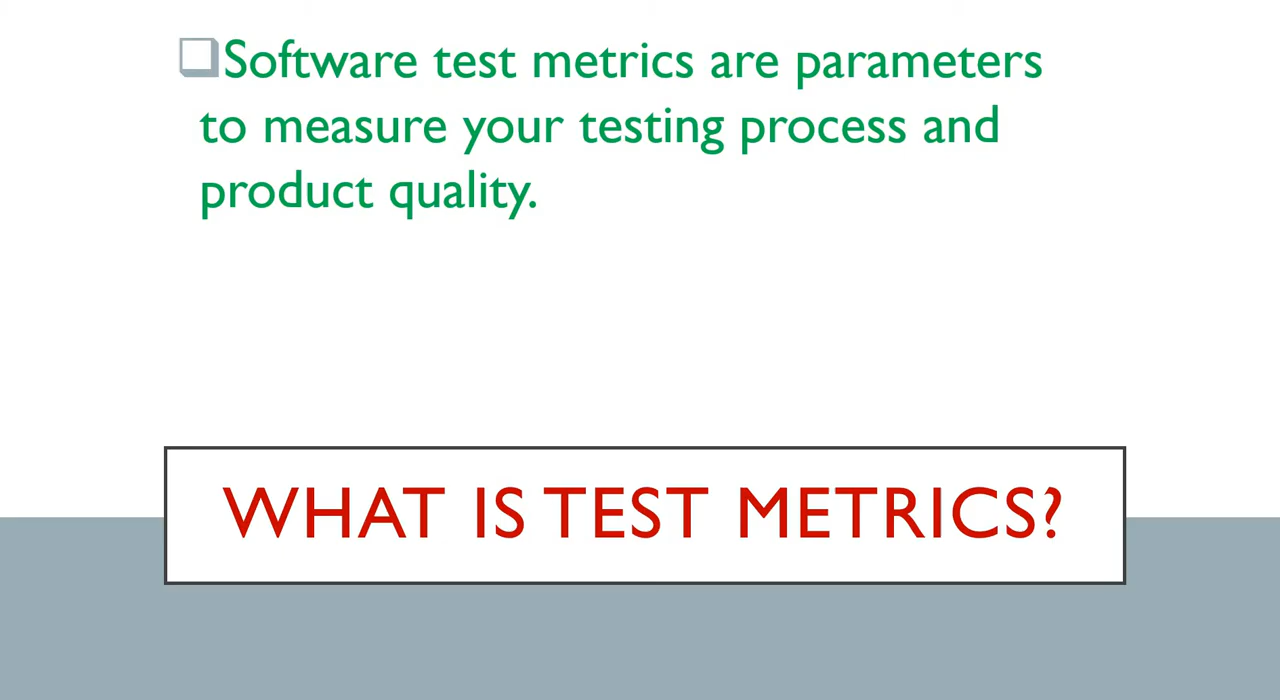 Software test metrics are parameters
to measure your testing process and
product quality.
WHAT IS TEST METRICS?